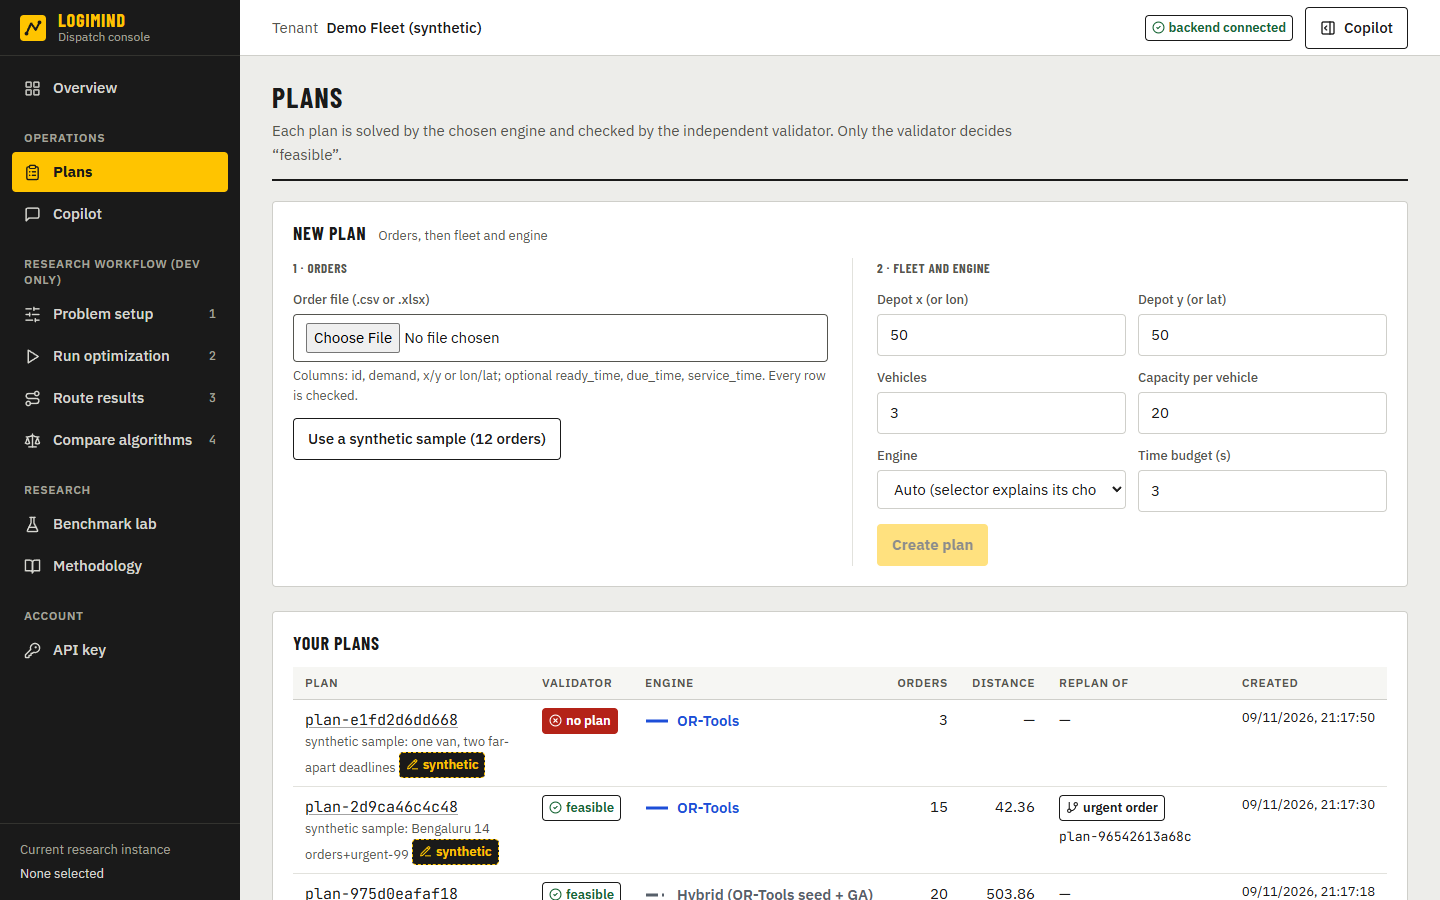 LOGIMIND
Dispatch console
Tenant Demo Fleet (synthetic)
backend connected
Copilot
Overview
OPERATIONS
Plans
Copilot
RESEARCH WORKFLOW (DEV
ONLY)
Problem setup 1
Run optimization 2
Route results 3
Compare algorithms 4
RESEARCH
Benchmark lab
Methodology
ACCOUNT
API key
Current research instance
None selected
PLANS
Each plan is solved by the chosen engine and checked by the independent validator. Only the validator decides
“feasible”.
NEW PLAN Orders, then fleet and engine
1 · ORDERS
Order file (.csv or .xlsx)
Choose File No file chosen
Columns: id, demand, x/y or lon/lat; optional ready_time, due_time, service_time. Every row
is checked.
Use a synthetic sample (12 orders)
2 · FLEET AND ENGINE
Depot x (or lon) Depot y (or lat)
50 50
Vehicles Capacity per vehicle
3 20
Engine Time budget (s)
Auto (selector explains its cho 3
Create plan
YOUR PLANS
PLAN VALIDATOR ENGINE ORDERS DISTANCE REPLAN OF CREATED
plan-e1fd2d6dd668 no plan OR-Tools 3 — — 09/11/2026, 21:17:50
synthetic sample: one van, two far-
apart deadlines synthetic
plan-2d9ca46c4c48 feasible OR-Tools 15 42.36 urgent order 09/11/2026, 21:17:30
synthetic sample: Bengaluru 14 plan-96542613a68c
orders+urgent-99 synthetic
plan-975d0eafaf18 feasible Hybrid (OR-Tools seed + GA) 20 503.86 — 09/11/2026, 21:17:18